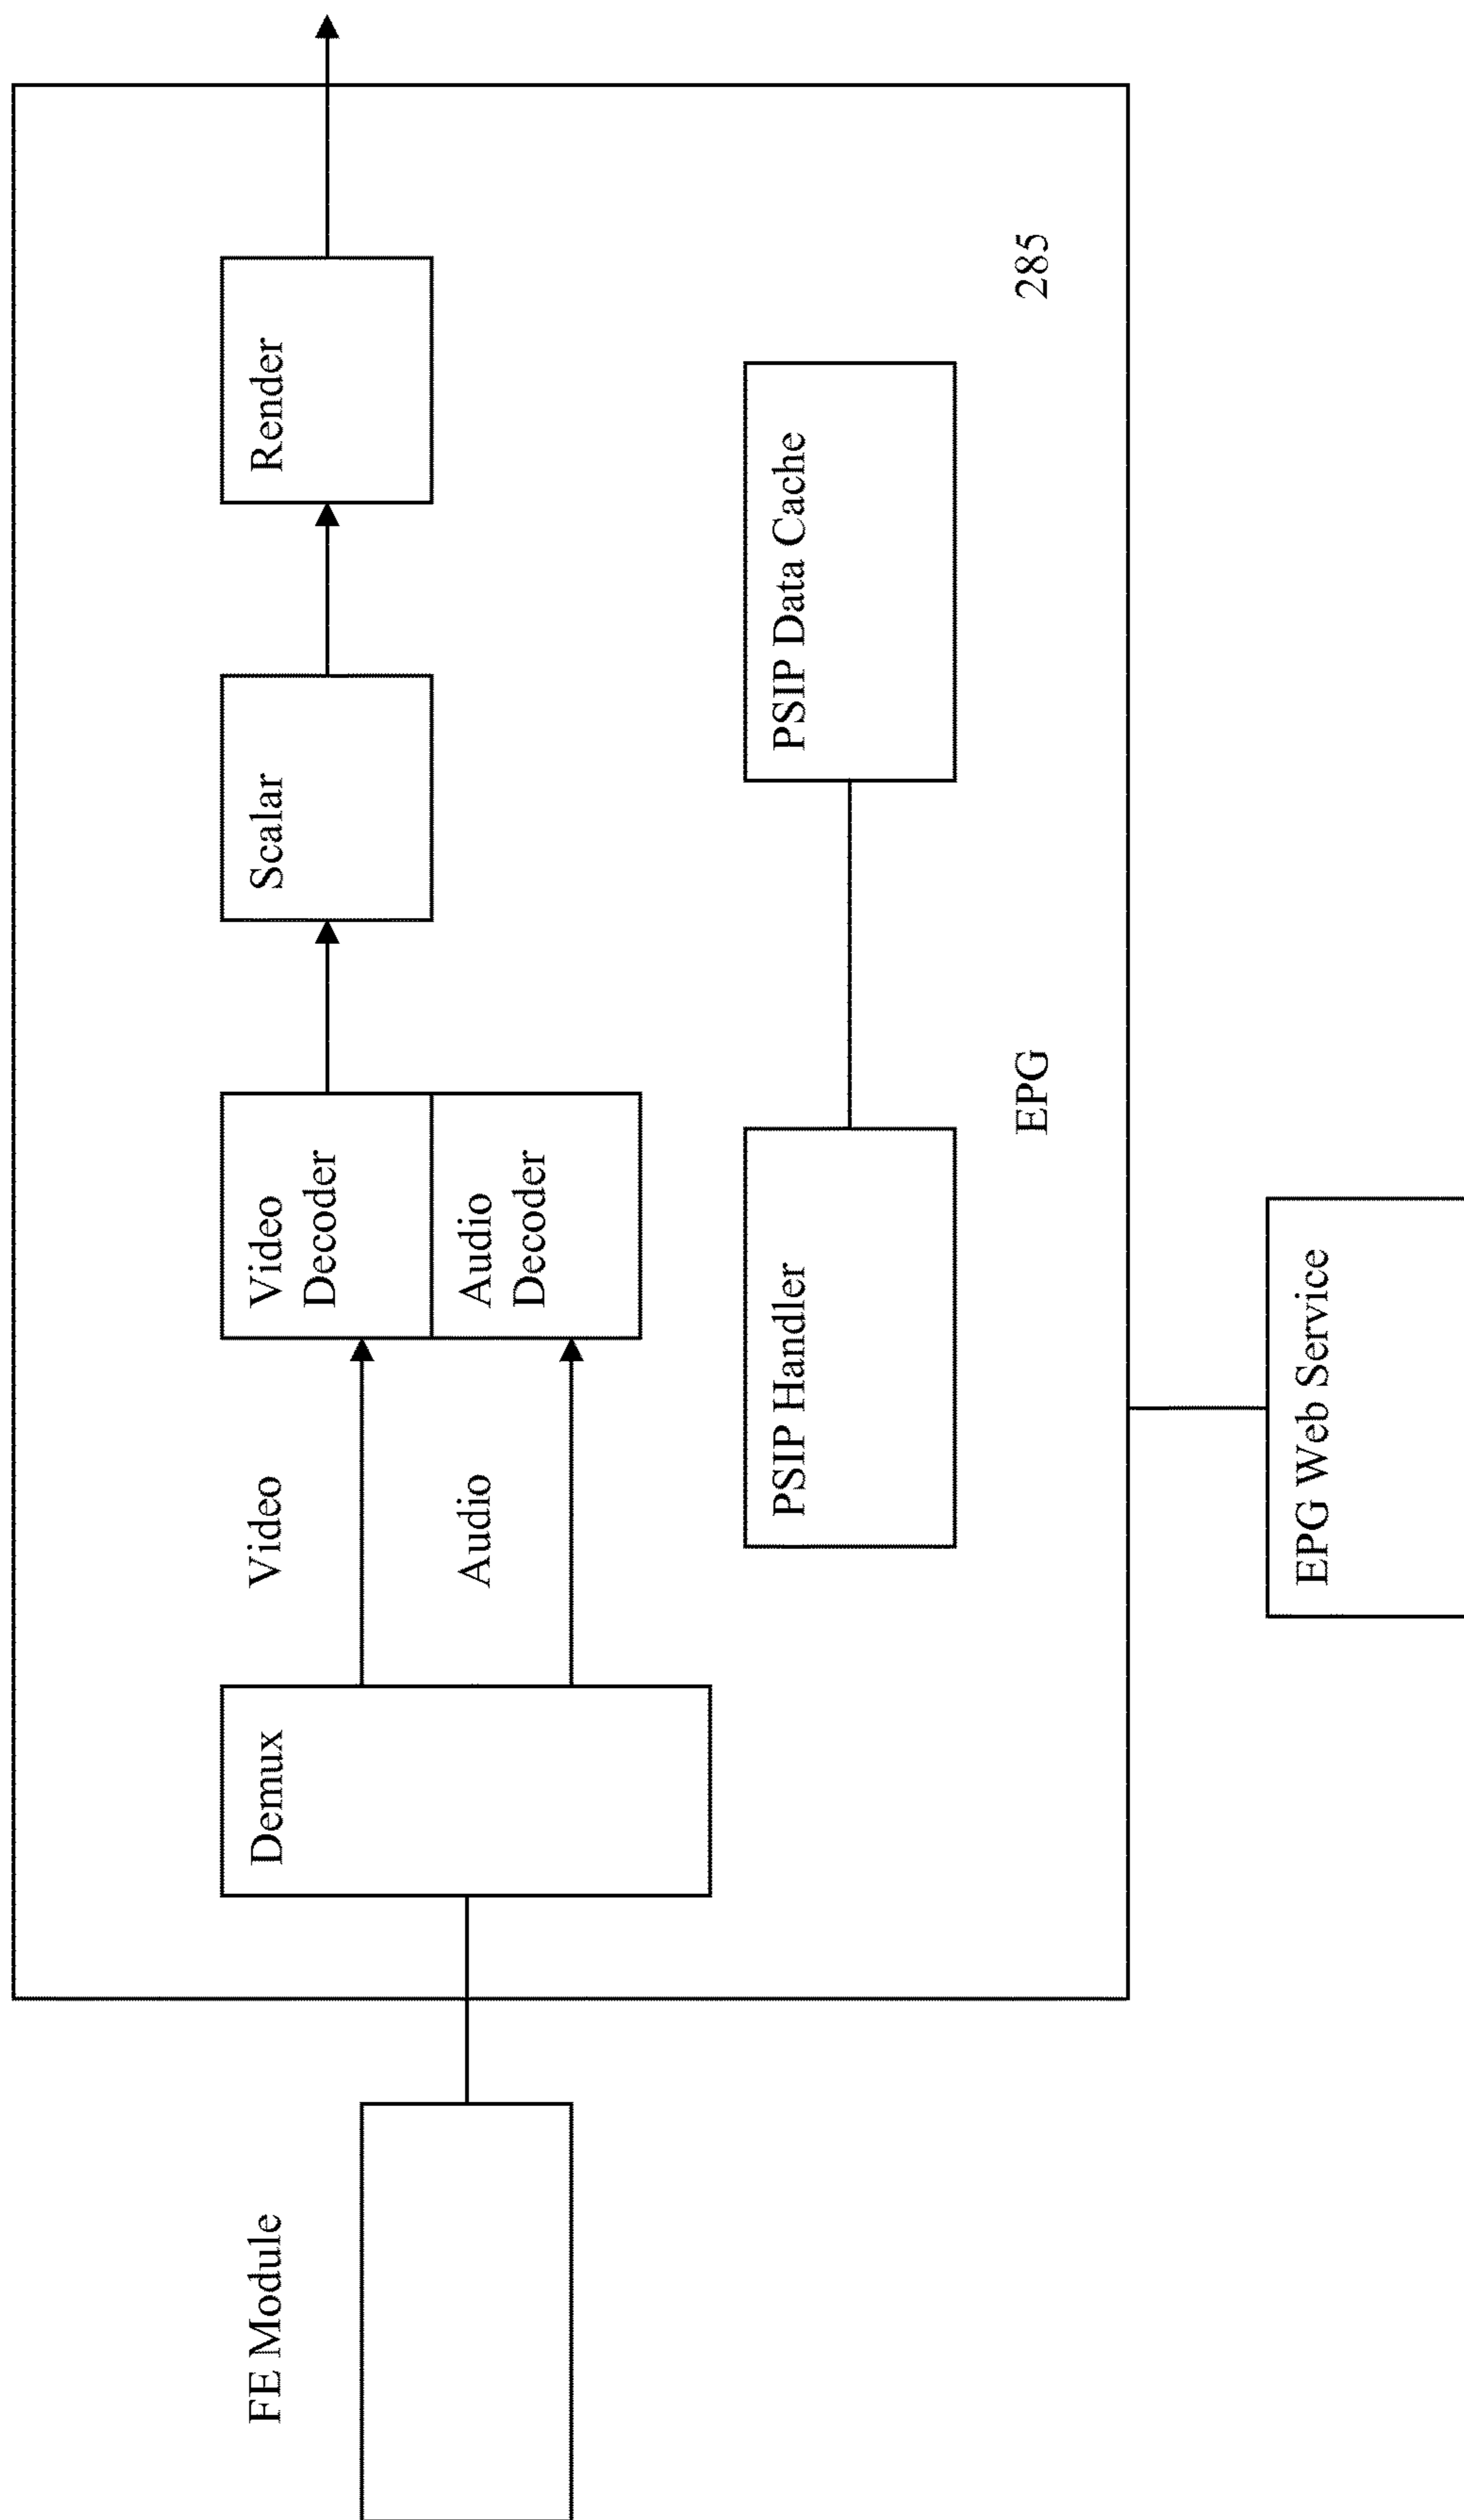 FE Module
Demux
Video
Audio
Video
Decoder
Audio
Decoder
Scalar
Render
PSIP Handler
PSIP Data Cache
EPG
285
EPG Web Service